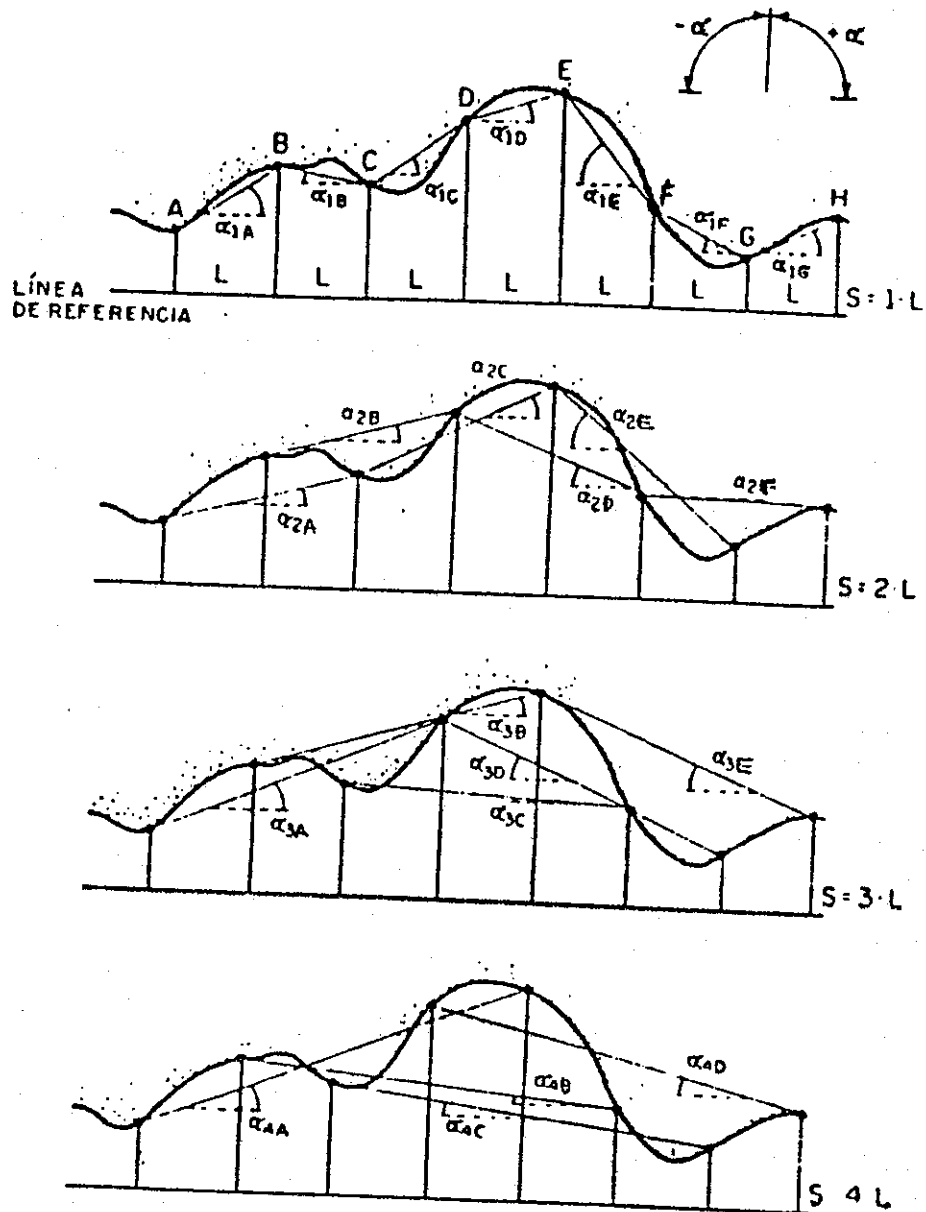 - α + α
E
D
B α1D
C
A α1B α1C α1E F H
α1A α1F G
α1G
L L L L L L L
LÍNEA
DE REFERENCIA
S = 1 · L
α2C
α2B α2E
α2D α2F
α2A
S = 2 · L
α3B
α3D α3E
α3A α3C
S = 3 · L
α4D
α4B
α4A α4C
S 4 L